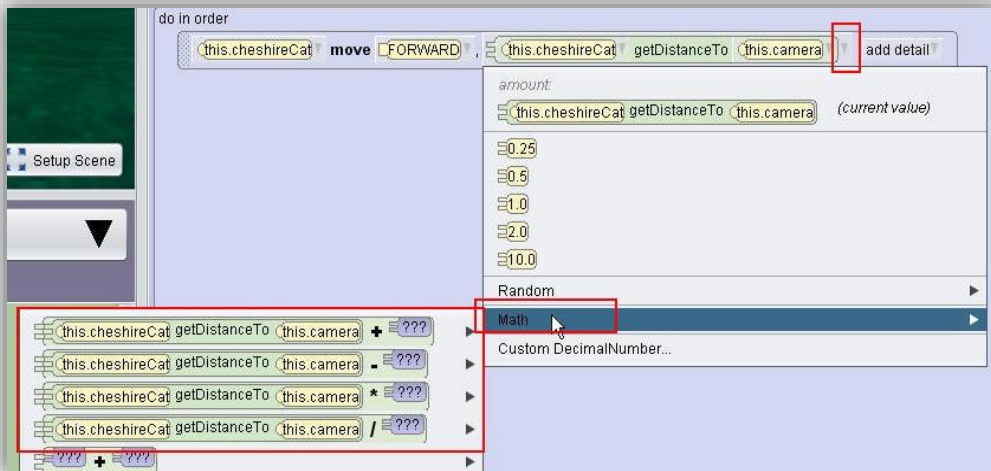 do in order
this.cheshireCat move FORWARD , this.cheshireCat getDistanceTo this.camera add detail
amount:
this.cheshireCat getDistanceTo this.camera (current value)
0.25
0.5
1.0
2.0
10.0
Random
Math
Custom DecimalNumber...
Setup Scene
this.cheshireCat getDistanceTo this.camera + ???
this.cheshireCat getDistanceTo this.camera - ???
this.cheshireCat getDistanceTo this.camera * ???
this.cheshireCat getDistanceTo this.camera / ???
??? + ???